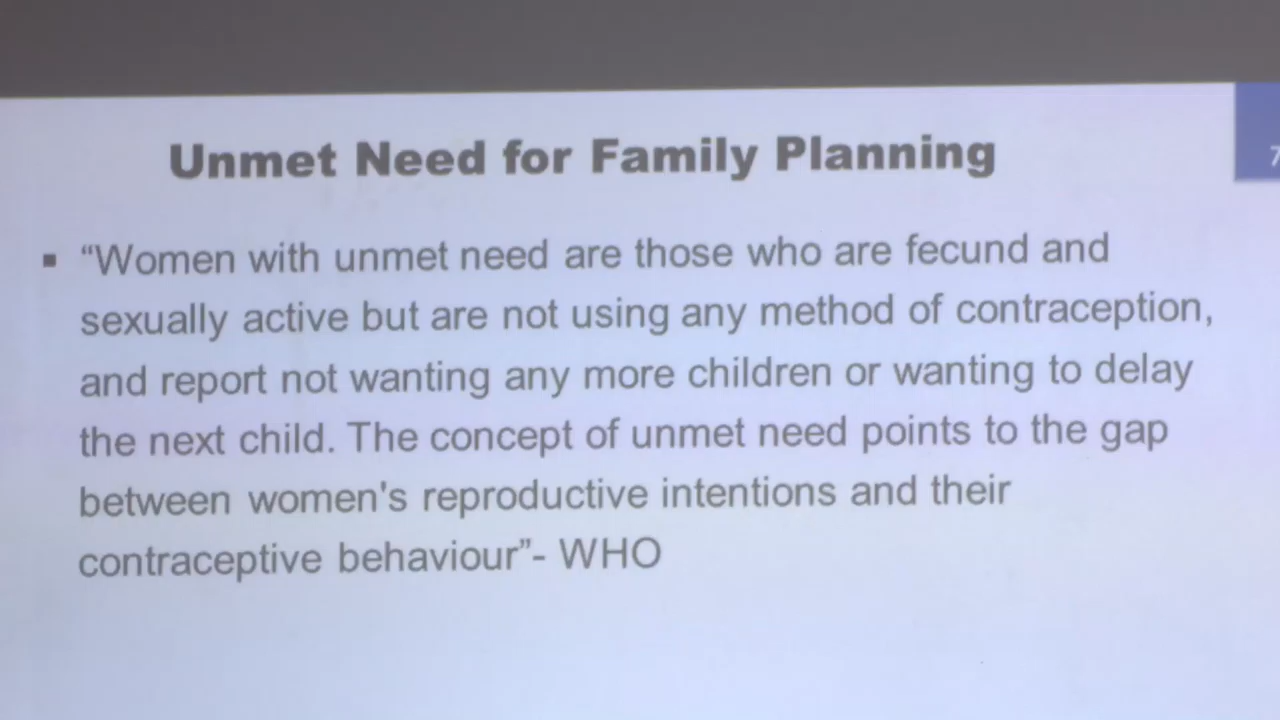 Unmet Need for Family Planning
7
▪ “Women with unmet need are those who are fecund and
sexually active but are not using any method of contraception,
and report not wanting any more children or wanting to delay
the next child. The concept of unmet need points to the gap
between women's reproductive intentions and their
contraceptive behaviour”- WHO